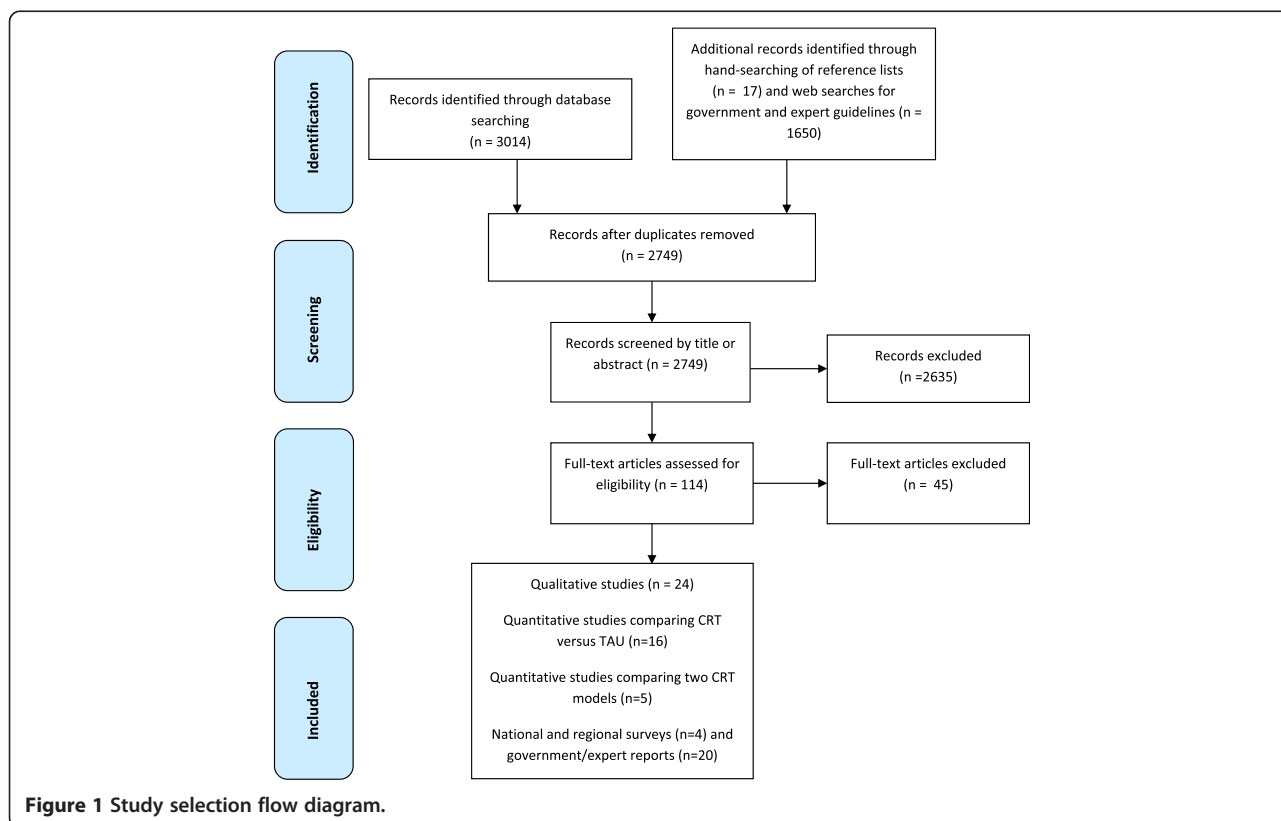 Identification
Records identified through database
searching
(n = 3014)
Additional records identified through
hand-searching of reference lists
(n =  17) and web searches for
government and expert guidelines (n =
1650)
Screening
Records after duplicates removed
(n = 2749)
Records screened by title or
abstract (n = 2749)
Records excluded
(n =2635)
Eligibility
Full-text articles assessed for
eligibility (n = 114)
Full-text articles excluded
(n =  45)
Included
Qualitative studies (n = 24)
Quantitative studies comparing CRT
versus TAU (n=16)
Quantitative studies comparing two CRT
models (n=5)
National and regional surveys (n=4) and
government/expert reports (n=20)
Figure 1 Study selection flow diagram.